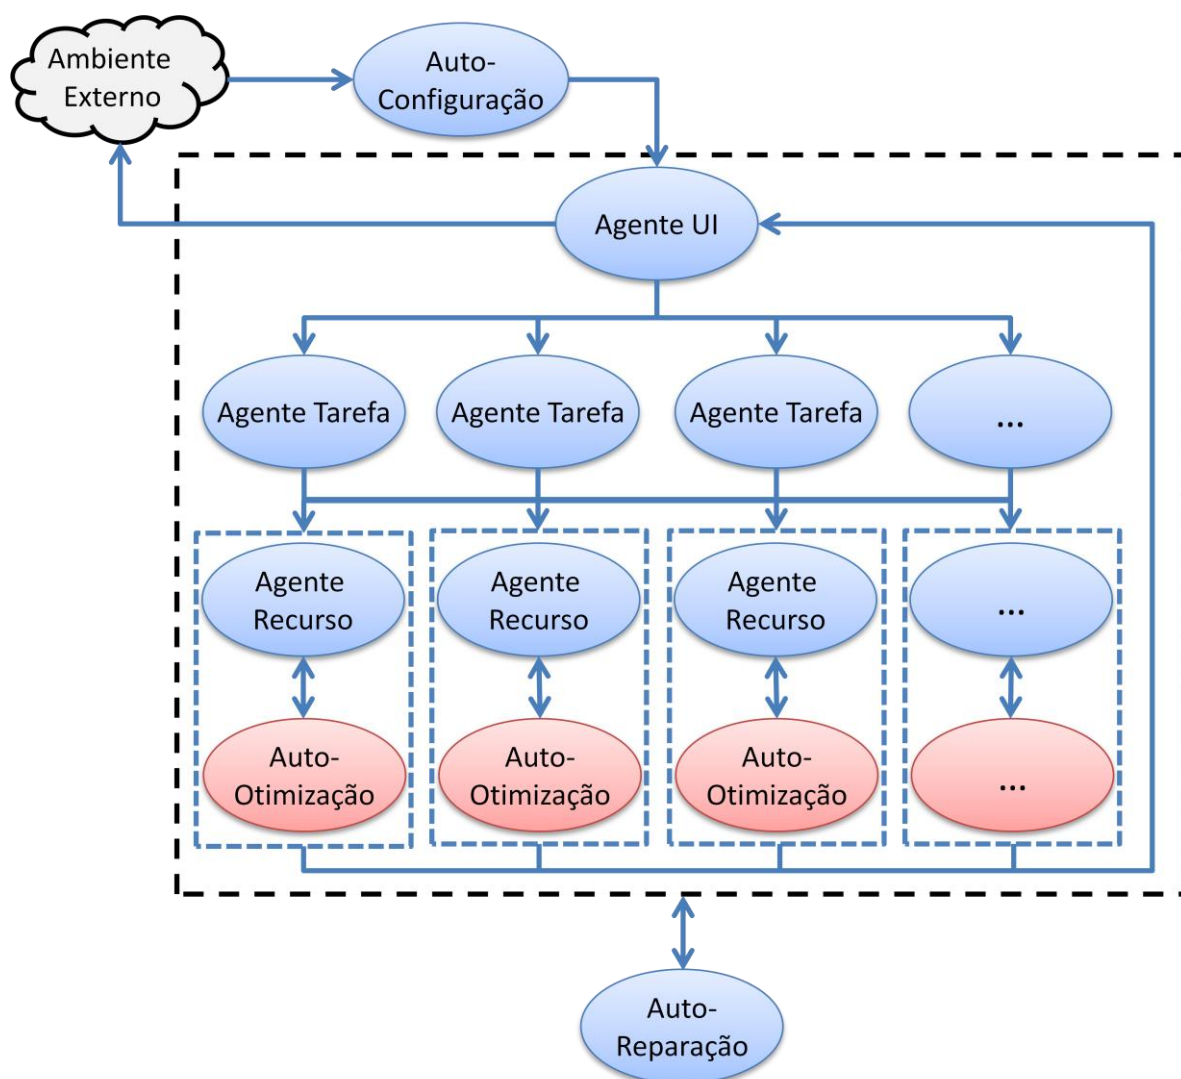 Ambiente
Externo
Auto-
Configuração
Agente UI
Agente Tarefa
Agente Tarefa
Agente Tarefa
...
Agente
Recurso
Agente
Recurso
Agente
Recurso
...
Auto-
Otimização
Auto-
Otimização
Auto-
Otimização
...
Auto-
Reparação